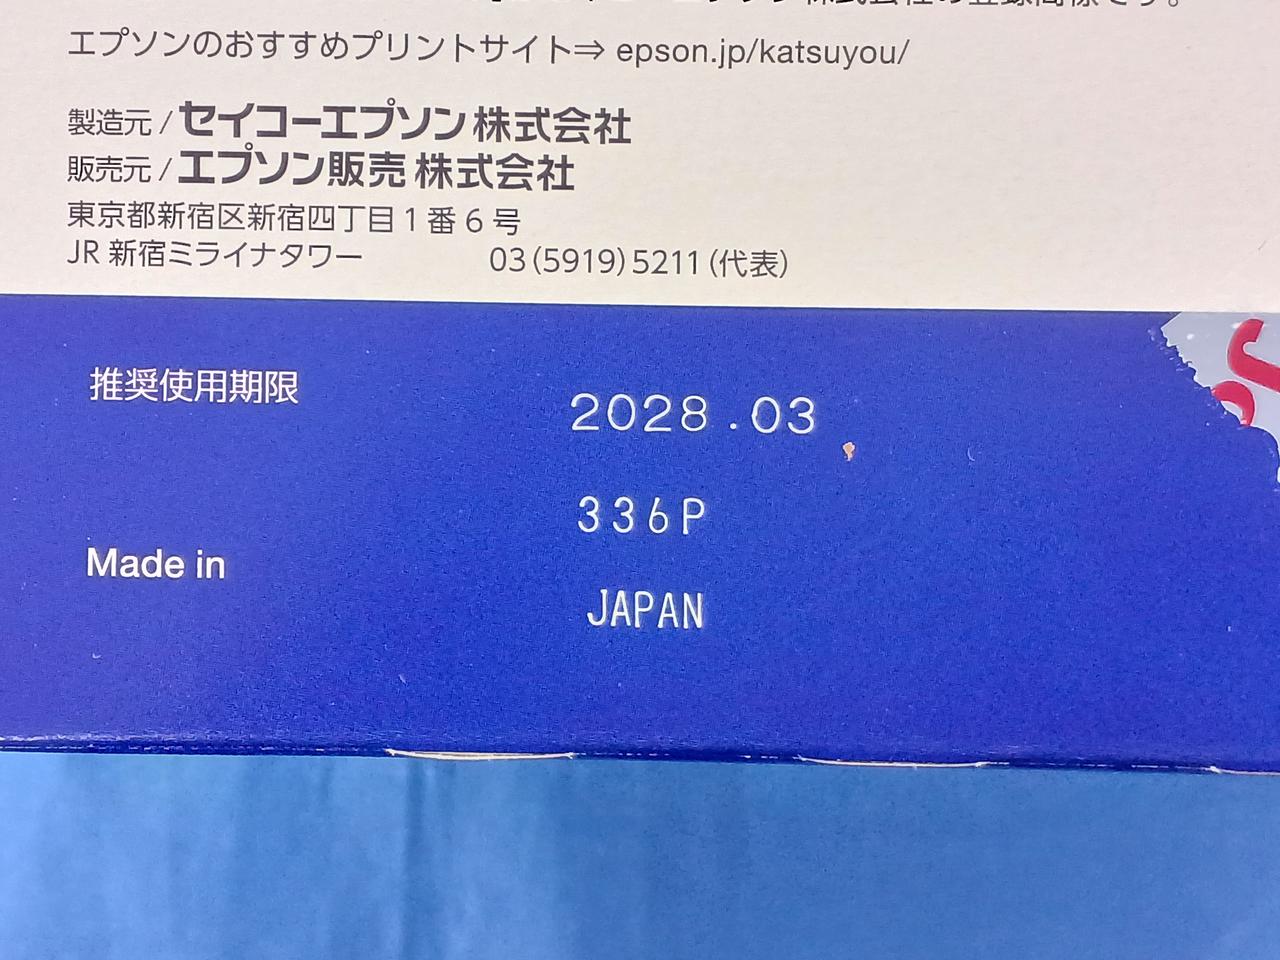 エプソンのおすすめプリントサイト⇒ epson.jp/katsuyou/
製造元 / セイコーエプソン株式会社
販売元 / エプソン販売 株式会社
東京都新宿区新宿四丁目1番6号
JR 新宿ミライナタワー 03(5919)5211(代表)
推奨使用期限 2028.03
336P
Made in JAPAN